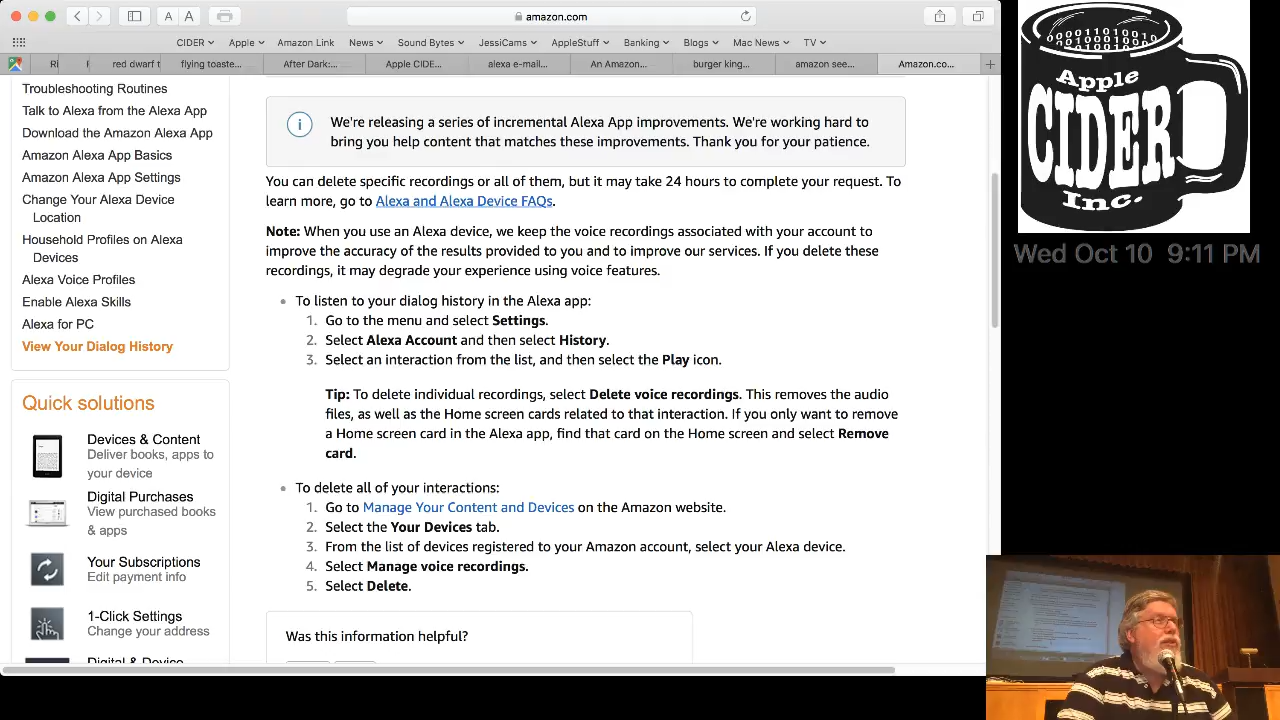 amazon.com
A A
CIDER Apple Amazon Link News Sound Bytes JessiCams AppleStuff Banking Blogs Mac News TV
red dwarf t flying toaste... After Dark:... Apple CIDE... alexa e-mail... An Amazon... burger king... amazon see... Amazon.co...
Troubleshooting Routines
Talk to Alexa from the Alexa App
Download the Amazon Alexa App
Amazon Alexa App Basics
Amazon Alexa App Settings
Change Your Alexa Device
Location
Household Profiles on Alexa
Devices
Alexa Voice Profiles
Enable Alexa Skills
Alexa for PC
View Your Dialog History
Quick solutions
Devices & Content
Deliver books, apps to
your device
Digital Purchases
View purchased books
& apps
Your Subscriptions
Edit payment info
1-Click Settings
Change your address
Digital & Device
We're releasing a series of incremental Alexa App improvements. We're working hard to
bring you help content that matches these improvements. Thank you for your patience.
You can delete specific recordings or all of them, but it may take 24 hours to complete your request. To
learn more, go to Alexa and Alexa Device FAQs.
Note: When you use an Alexa device, we keep the voice recordings associated with your account to
improve the accuracy of the results provided to you and to improve our services. If you delete these
recordings, it may degrade your experience using voice features.
• To listen to your dialog history in the Alexa app:
1. Go to the menu and select Settings.
2. Select Alexa Account and then select History.
3. Select an interaction from the list, and then select the Play icon.
Tip: To delete individual recordings, select Delete voice recordings. This removes the audio
files, as well as the Home screen cards related to that interaction. If you only want to remove
a Home screen card in the Alexa app, find that card on the Home screen and select Remove
card.
• To delete all of your interactions:
1. Go to Manage Your Content and Devices on the Amazon website.
2. Select the Your Devices tab.
3. From the list of devices registered to your Amazon account, select your Alexa device.
4. Select Manage voice recordings.
5. Select Delete.
Was this information helpful?
Apple
CIDER
Inc.
Wed Oct 10 9:11 PM